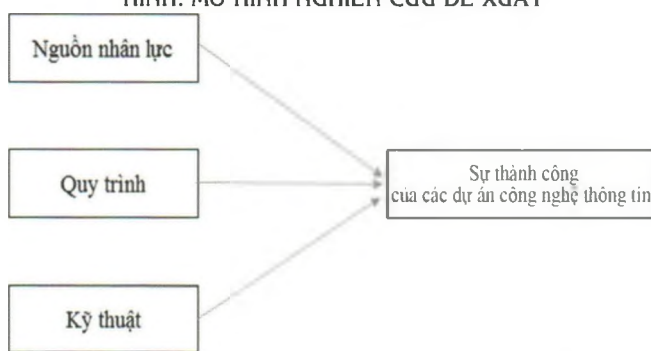 HÌNH: MÔ HÌNH NGHIÊN CỨU ĐỀ XUẤT
Nguồn nhân lực
Quy trình
Sự thành công
của các dự án công nghệ thông tin
Kỹ thuật